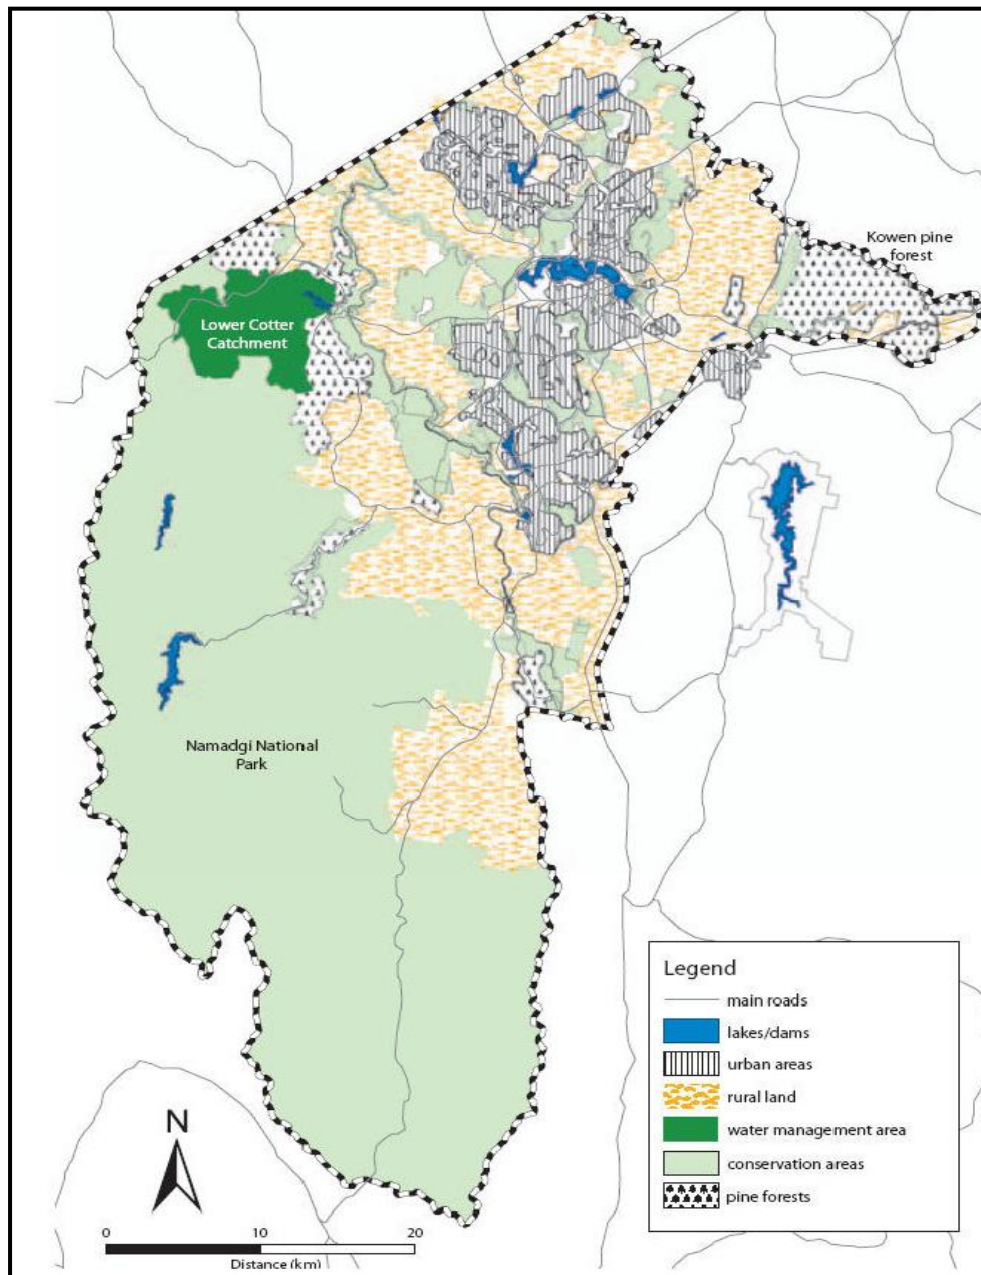 Kowen pine
forest
Lower Cotter
Catchment
Namadgi National
Park
Legend
main roads
lakes/dams
urban areas
rural land
water management area
conservation areas
pine forests
N
0 10 20
Distance (km)